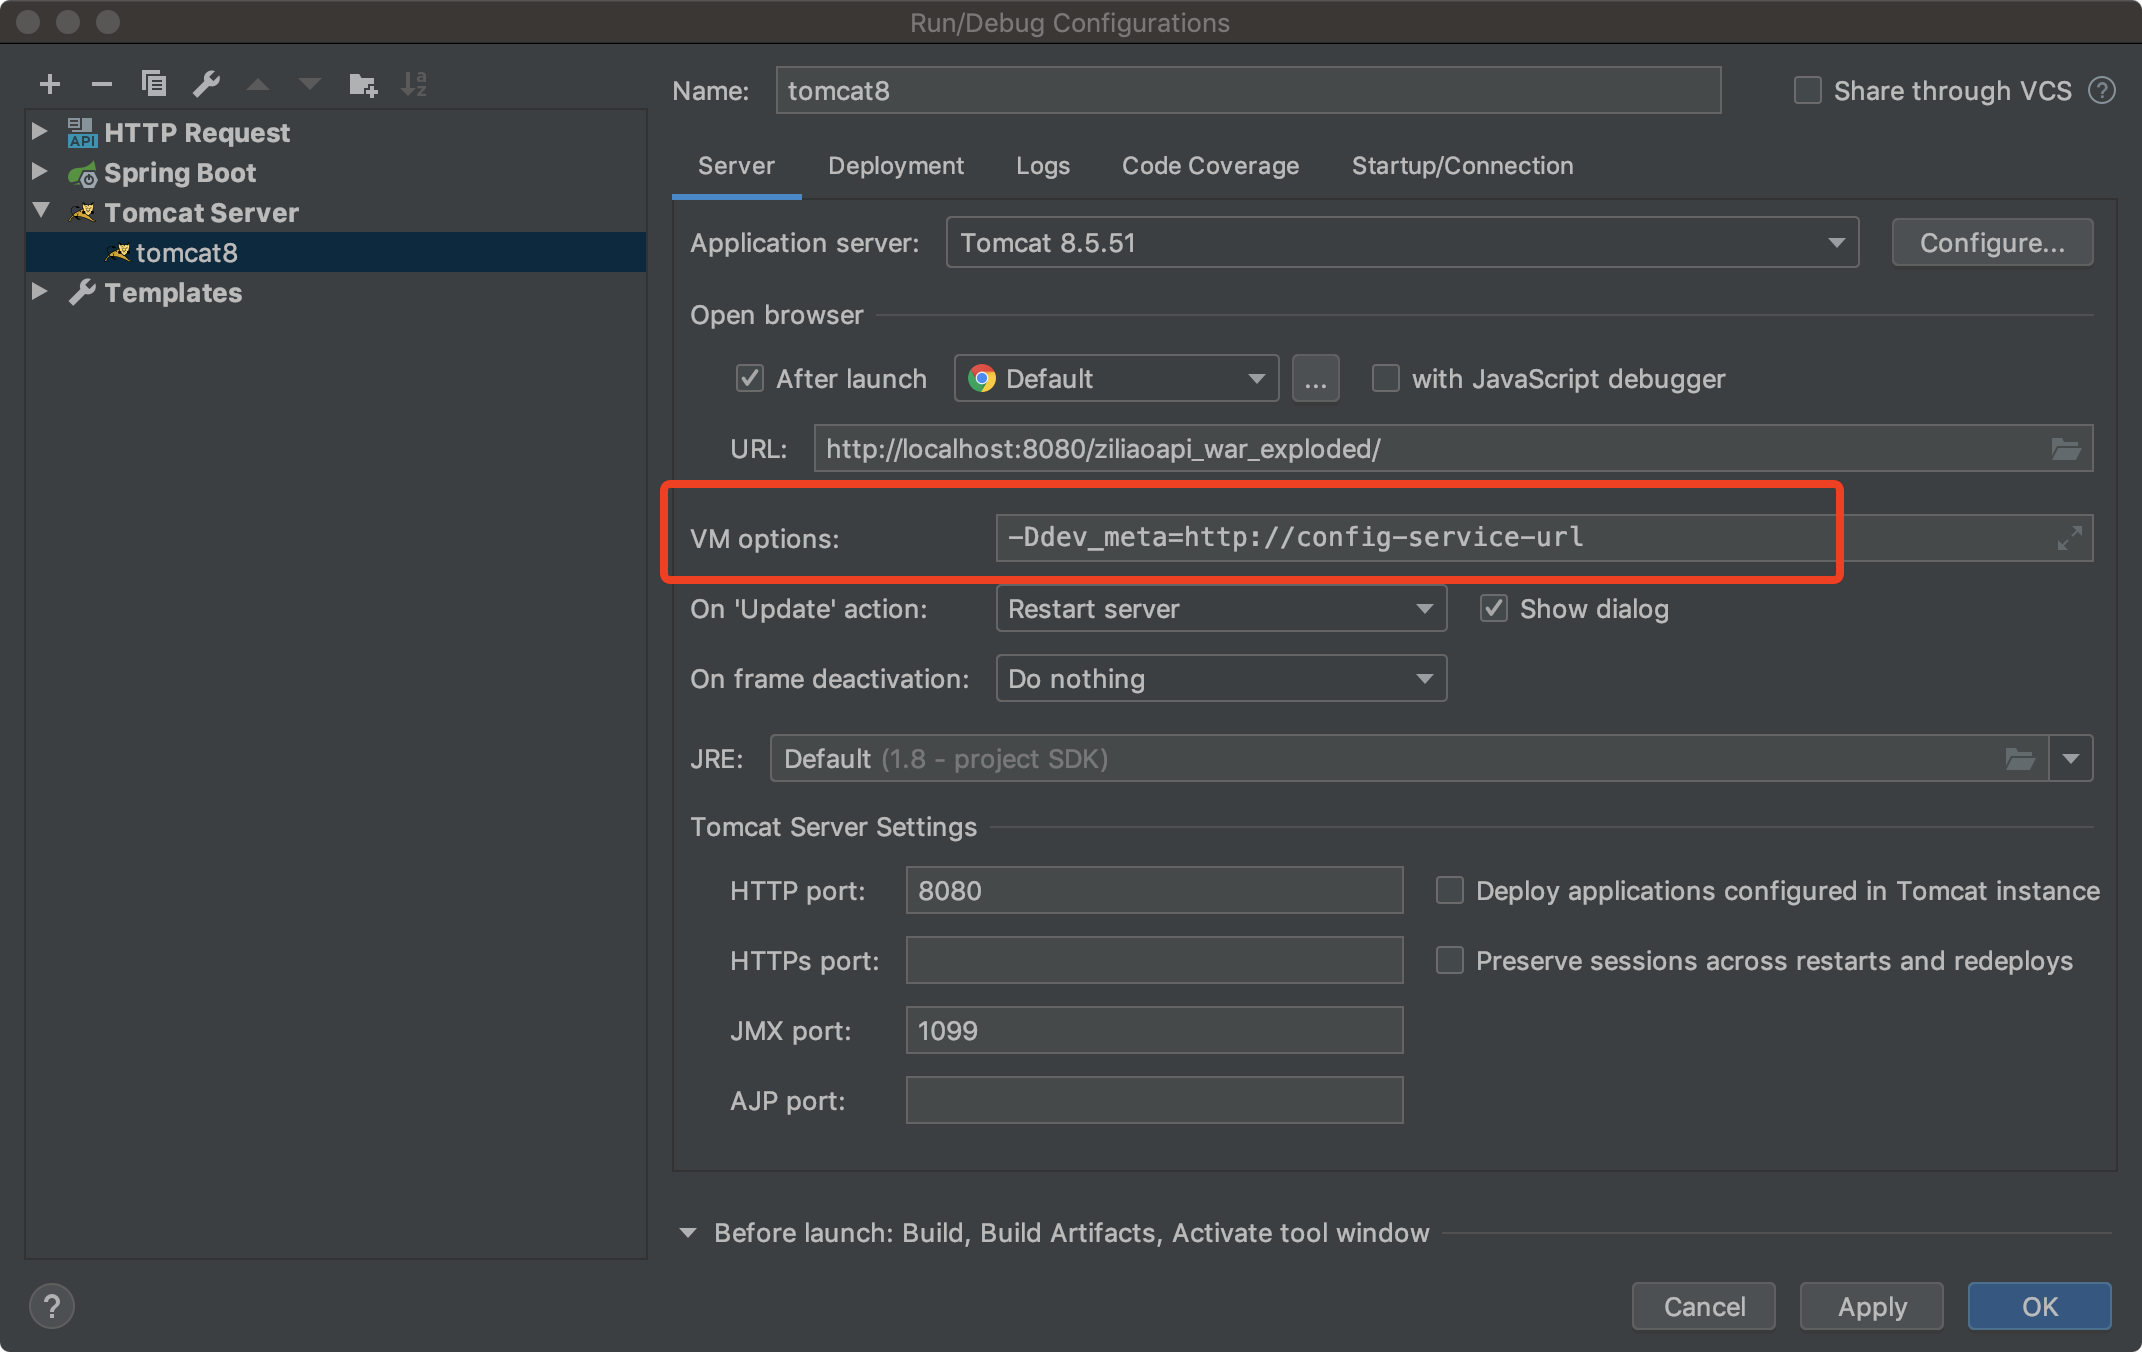 Run/Debug Configurations
HTTP Request
Spring Boot
Tomcat Server
tomcat8
Templates
Name: tomcat8 Share through VCS ?
Server Deployment Logs Code Coverage Startup/Connection
Application server: Tomcat 8.5.51 Configure...
Open browser
After launch Default ... with JavaScript debugger
URL: http://localhost:8080/ziliaoapi_war_exploded/
VM options: -Ddev_meta=http://config-service-url
On 'Update' action: Restart server Show dialog
On frame deactivation: Do nothing
JRE: Default (1.8 - project SDK)
Tomcat Server Settings
HTTP port: 8080 Deploy applications configured in Tomcat instance
HTTPs port: Preserve sessions across restarts and redeploys
JMX port: 1099
AJP port:
Before launch: Build, Build Artifacts, Activate tool window
? Cancel Apply OK